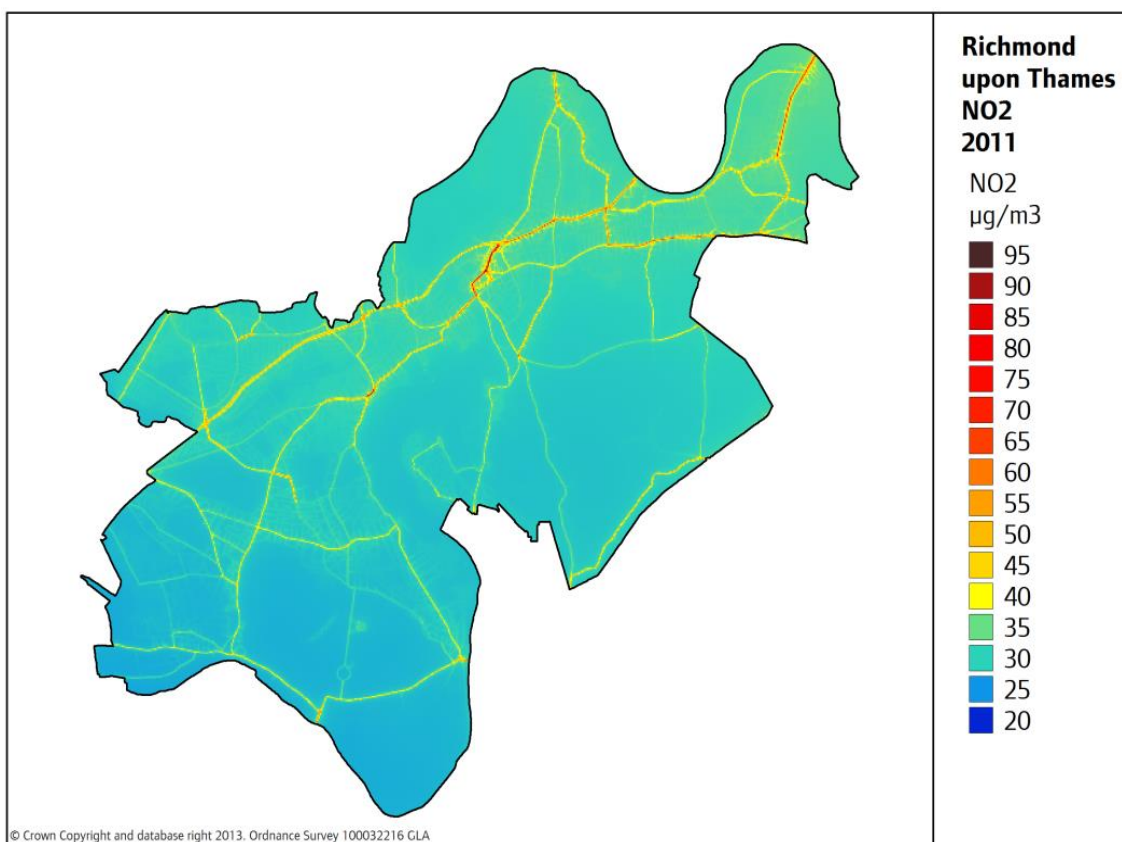 Richmond
upon Thames
NO2
2011
NO2
µg/m3
95
90
85
80
75
70
65
60
55
50
45
40
35
30
25
20
© Crown Copyright and database right 2013. Ordnance Survey 100032216 GLA